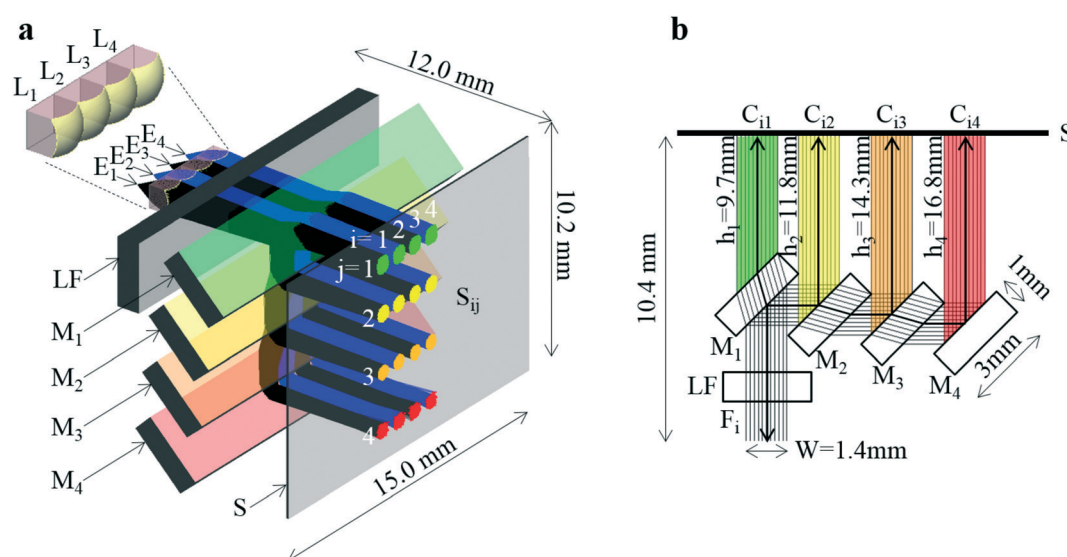 a
L₁
L₂
L₃
L₄
E₁
E₂
E₃
E₄
12.0 mm
10.2 mm
15.0 mm
i= 1
2
3
4
j=1
2
3
4
Sᵢⱼ
LF
M₁
M₂
M₃
M₄
S
b
Cᵢ₁
Cᵢ₂
Cᵢ₃
Cᵢ₄
S
h₁=9.7mm
h₂=11.8mm
h₃=14.3mm
h₄=16.8mm
10.4 mm
M₁
M₂
M₃
M₄
1mm
3mm
LF
Fᵢ
W=1.4mm